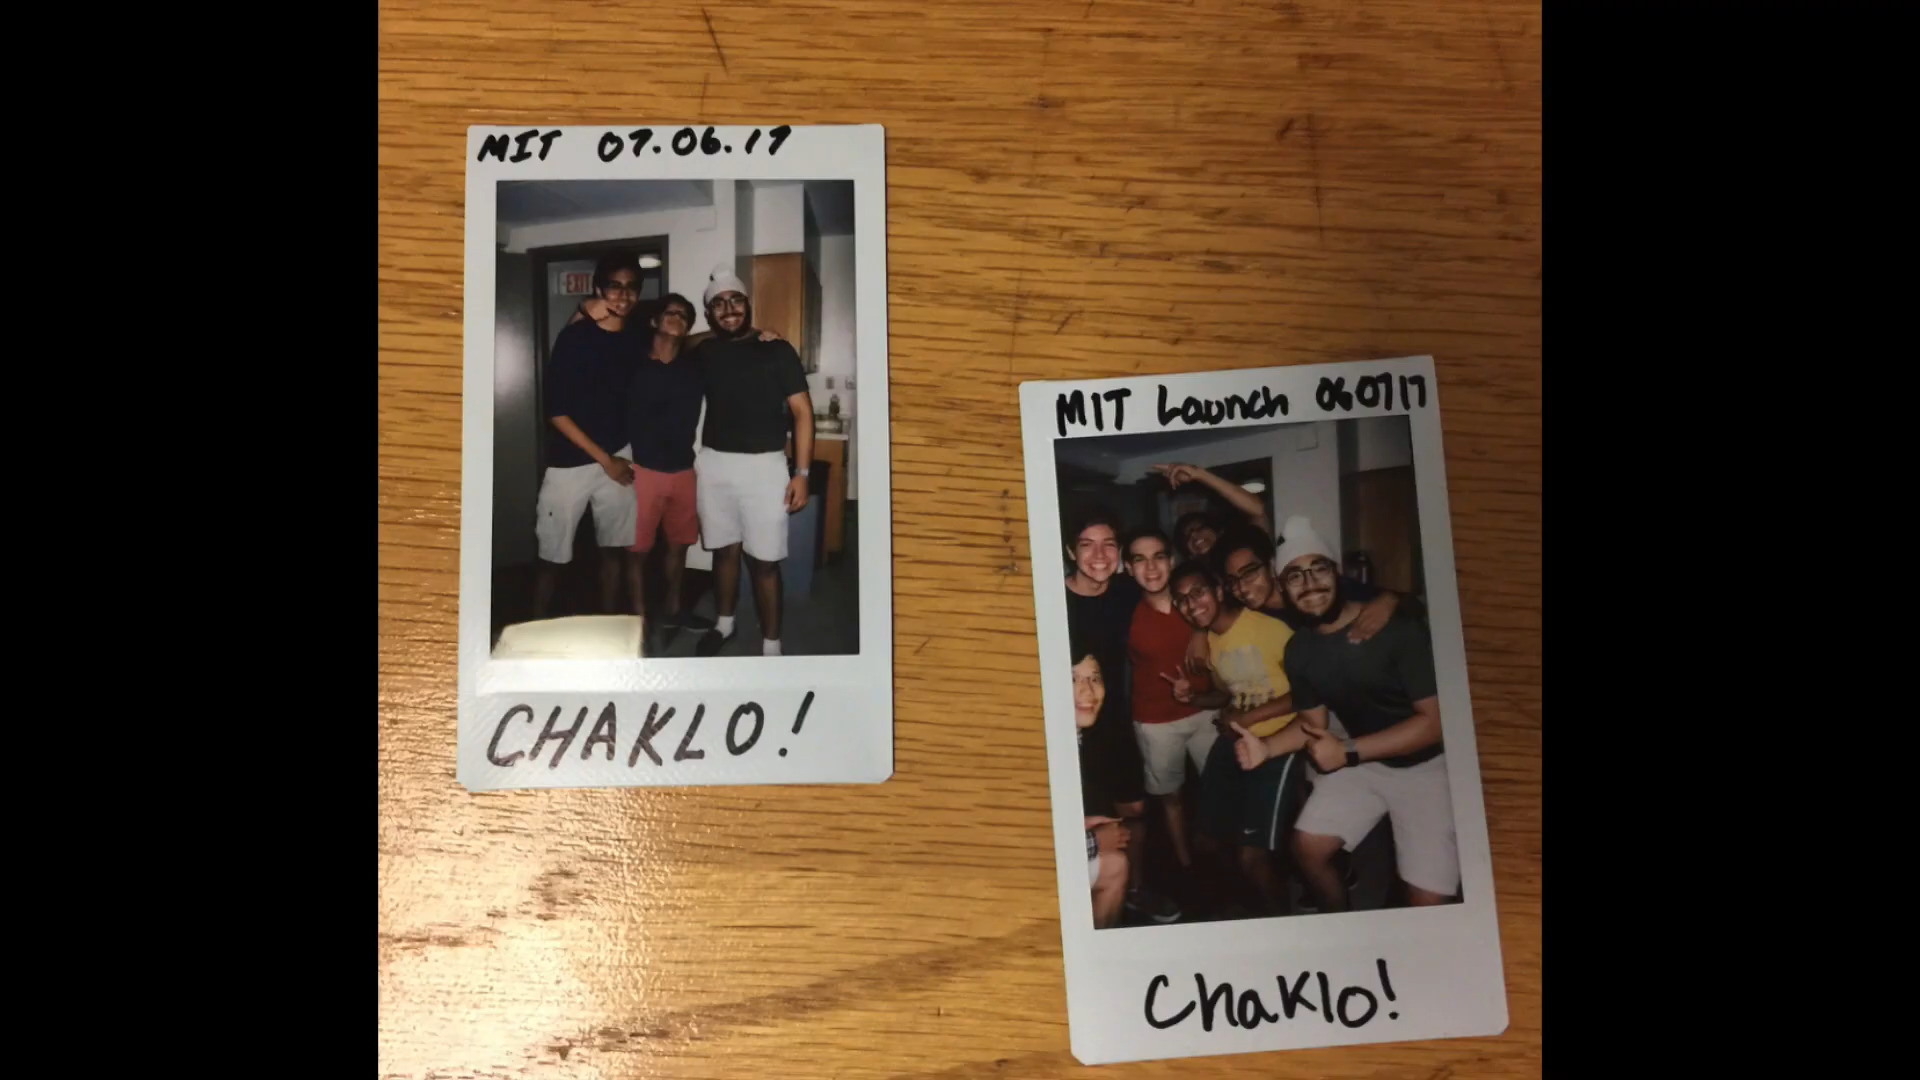 MIT 07.06.17
EXIT
CHAKLO!
MIT Launch 060717
Chaklo!